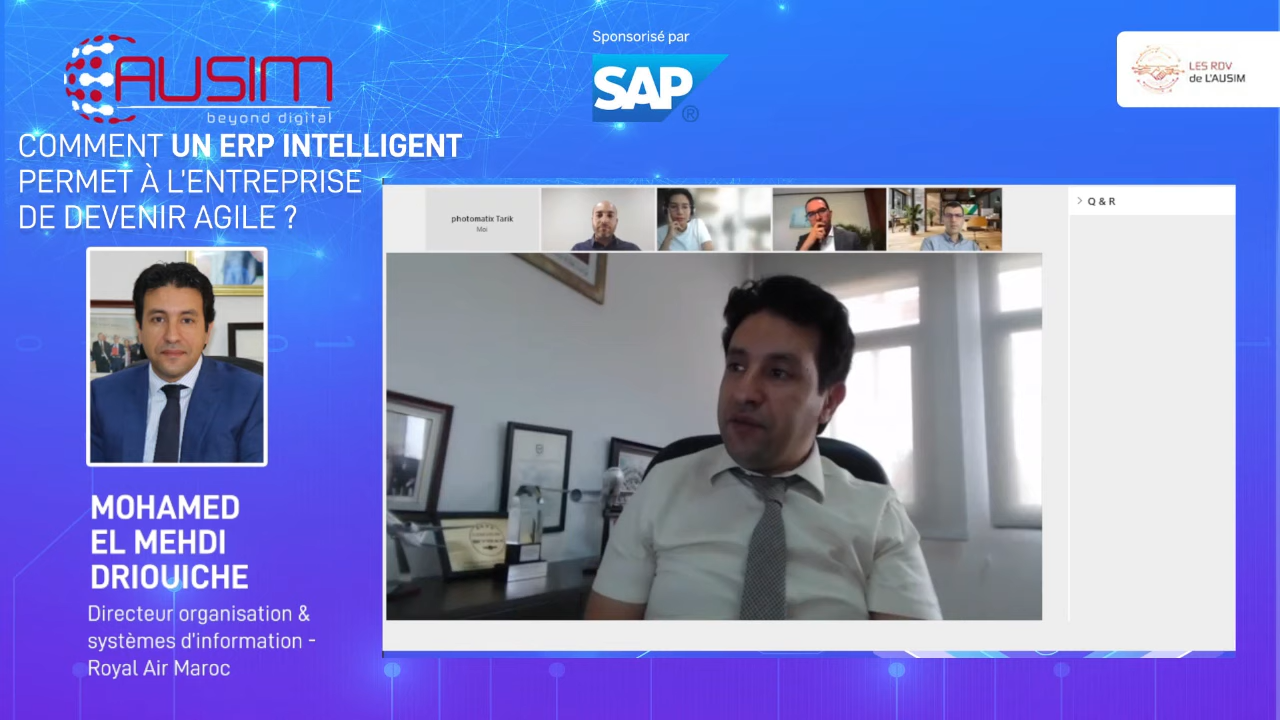 AUSIM
beyond digital
Sponsorisé par
SAP
®
LES RDV
de L'AUSIM
COMMENT UN ERP INTELLIGENT
PERMET À L'ENTREPRISE
DE DEVENIR AGILE ?
photomatix Tarik
Moi
Q & R
MOHAMED
EL MEHDI
DRIOUICHE
Directeur organisation &
systèmes d'information -
Royal Air Maroc